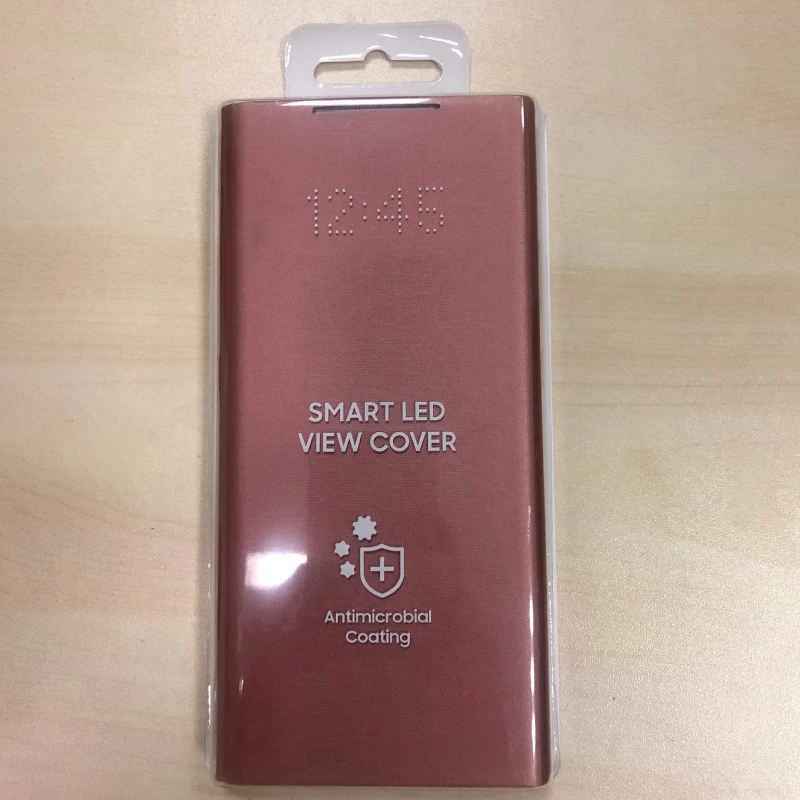 12:45
SMART LED
VIEW COVER
Antimicrobial
Coating